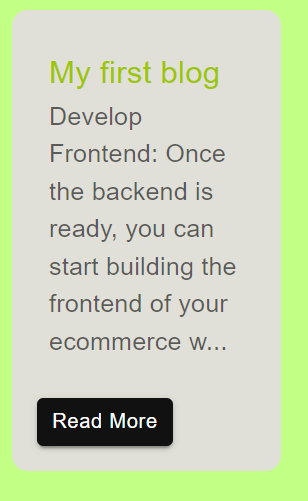 My first blog
Develop
Frontend: Once
the backend is
ready, you can
start building the
frontend of your
ecommerce w...
Read More